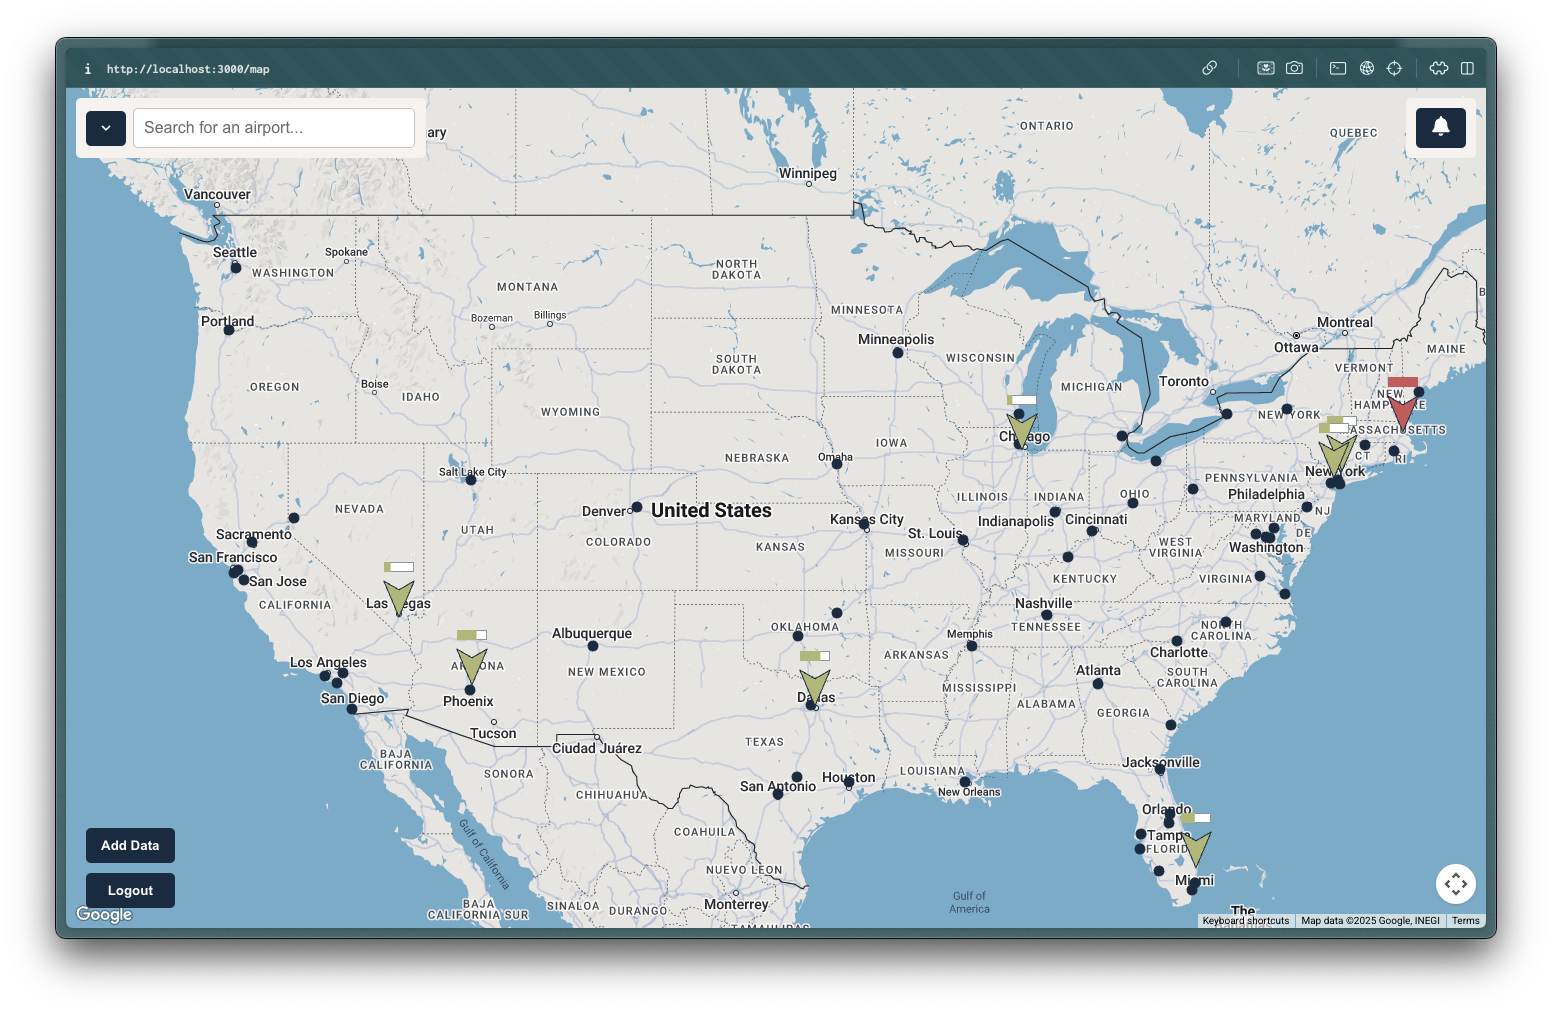 i http://localhost:3000/map
Search for an airport...
ary
ONTARIO
QUEBEC
Winnipeg
Vancouver
Seattle
Spokane
WASHINGTON
NORTH
DAKOTA
MONTANA
Bozeman
Billings
MINNESOTA
Portland
Montreal
Minneapolis
Ottawa
MAINE
WISCONSIN
SOUTH
DAKOTA
VERMONT
OREGON
Boise
IDAHO
MICHIGAN
Toronto
NEW
HAMPSHIRE
WYOMING
NEW YORK
MASSACHUSETTS
Chicago
IOWA
NEBRASKA
Omaha
CT
RI
Salt Lake City
New York
PENNSYLVANIA
ILLINOIS
INDIANA
OHIO
Philadelphia
NEVADA
Denver
United States
NJ
Kansas City
Indianapolis
Cincinnati
MARYLAND
DE
UTAH
Sacramento
COLORADO
St. Louis
KANSAS
MISSOURI
WEST
VIRGINIA
Washington
San Francisco
San Jose
KENTUCKY
VIRGINIA
CALIFORNIA
Las Vegas
Nashville
TENNESSEE
OKLAHOMA
Albuquerque
Memphis
NORTH
CAROLINA
ARKANSAS
Charlotte
Los Angeles
ARIZONA
NEW MEXICO
Atlanta
SOUTH
CAROLINA
San Diego
Phoenix
Dallas
MISSISSIPPI
ALABAMA
GEORGIA
Tucson
Ciudad Juárez
TEXAS
BAJA
CALIFORNIA
SONORA
Jacksonville
LOUISIANA
Houston
San Antonio
New Orleans
CHIHUAHUA
Orlando
COAHUILA
Tampa
FLORIDA
Add Data
Gulf of California
NUEVO LEON
Miami
Logout
Gulf of
America
Monterrey
BAJA
CALIFORNIA SUR
SINALOA
DURANGO
TAMAULIPAS
The
Bahamas
Google
Keyboard shortcuts
Map data ©2025 Google, INEGI
Terms